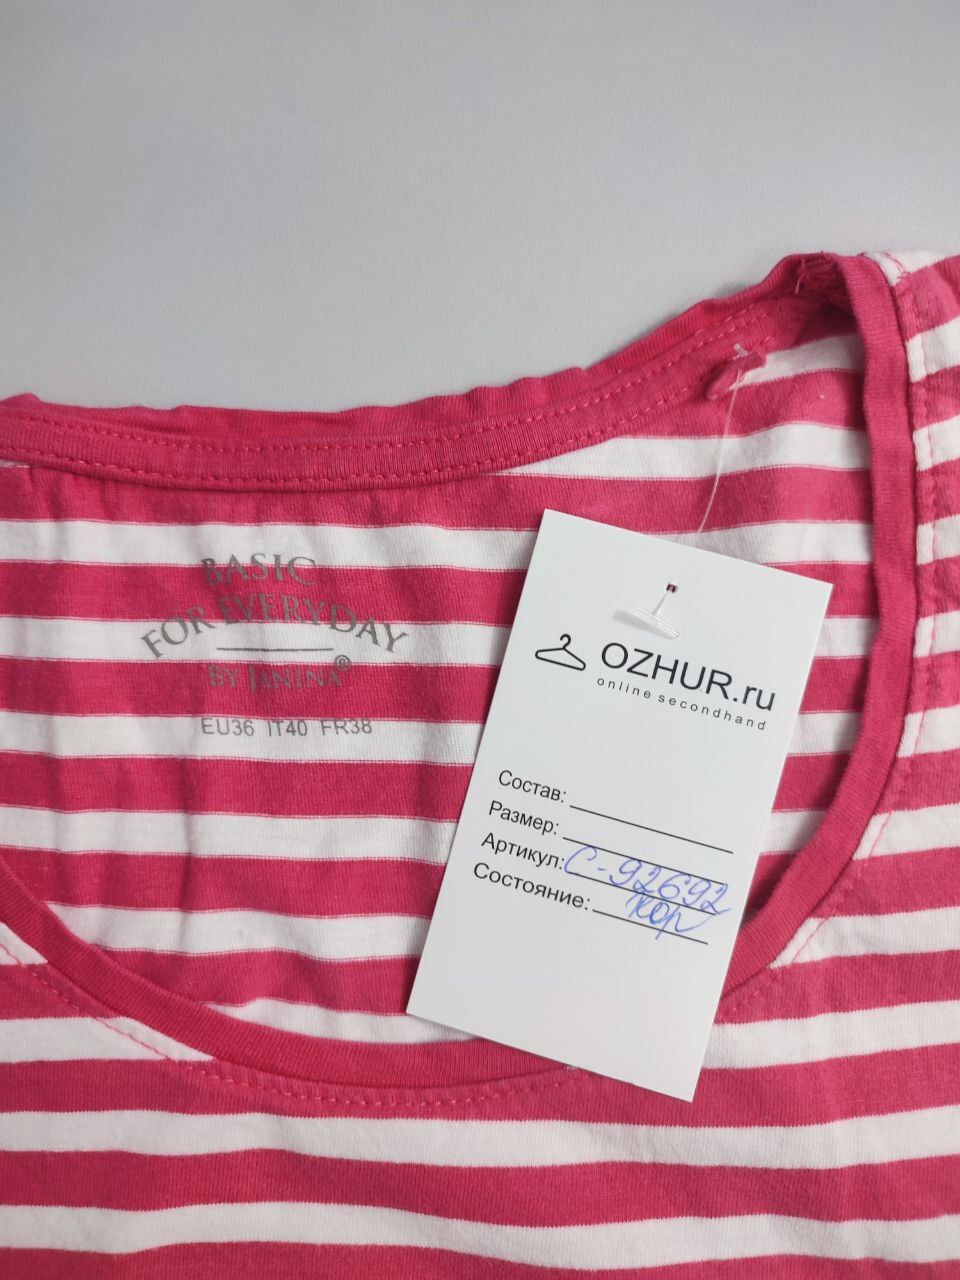 BASIC
FOR EVERYDAY
BY JANINA®
EU36 IT40 FR38
OZHUR.ru
online secondhand
Состав:
Размер:
Артикул: С-92692
Состояние: хор